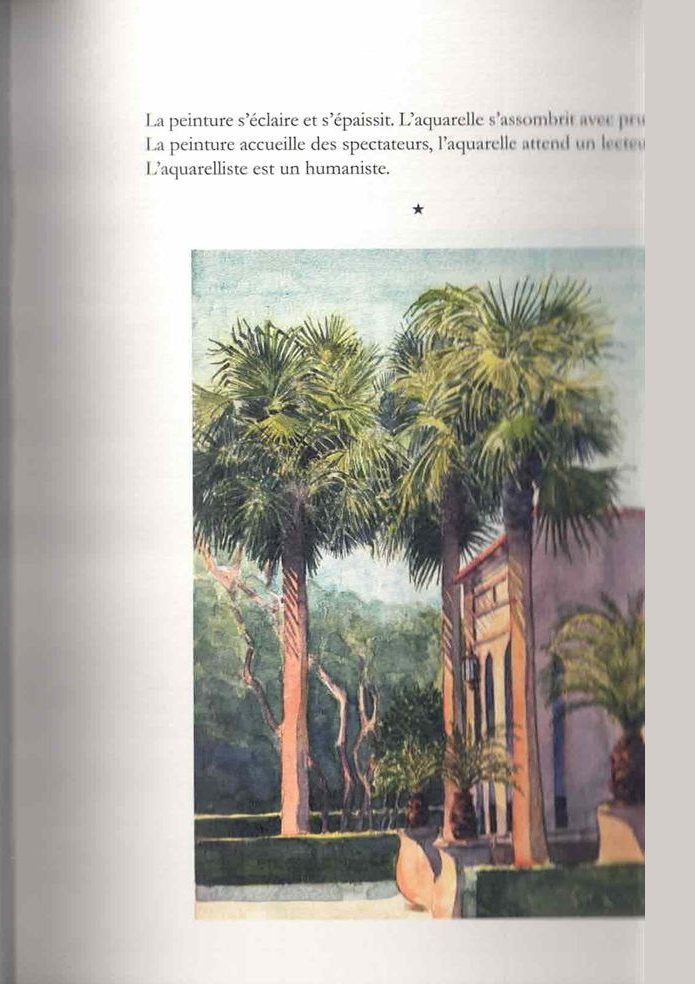 La peinture s'éclaire et s'épaissit. L'aquarelle s'assombrit avec
La peinture accueille des spectateurs, l'aquarelle attend un
L'aquarelliste est un humaniste.